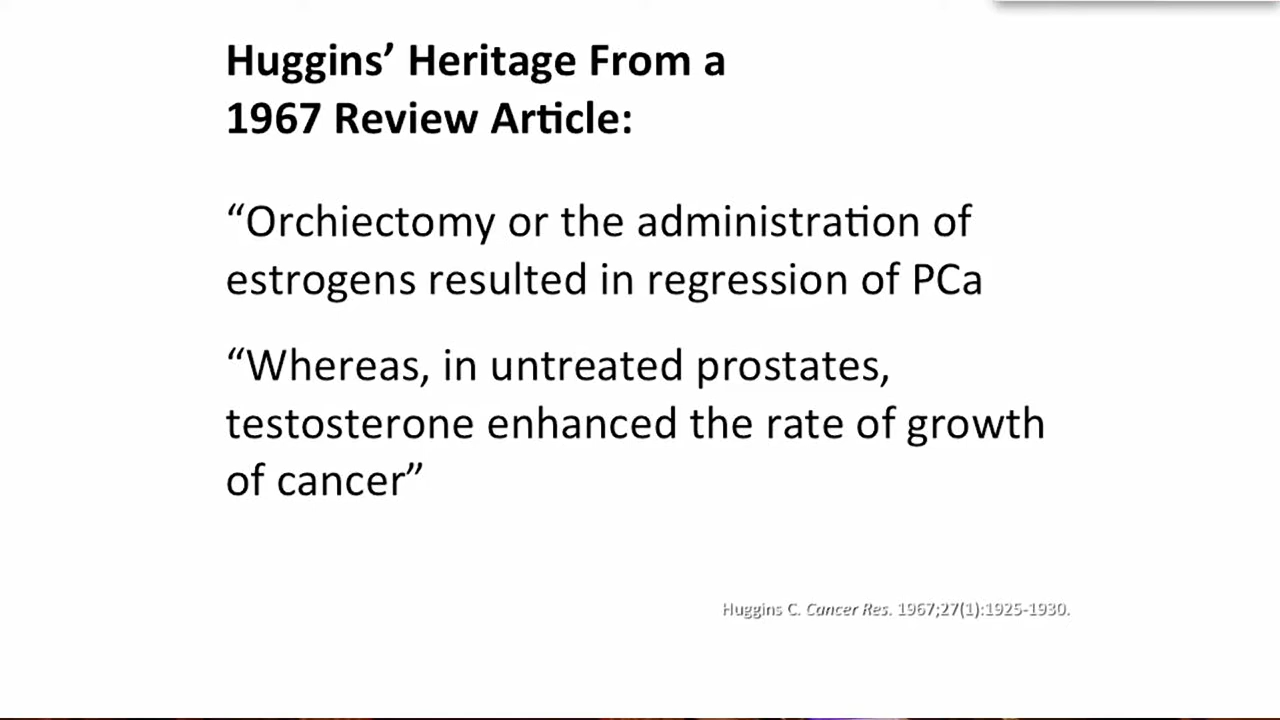 Huggins’ Heritage From a
1967 Review Article:
“Orchiectomy or the administration of
estrogens resulted in regression of PCa
“Whereas, in untreated prostates,
testosterone enhanced the rate of growth
of cancer”
Huggins C. Cancer Res. 1967;27(1):1925-1930.